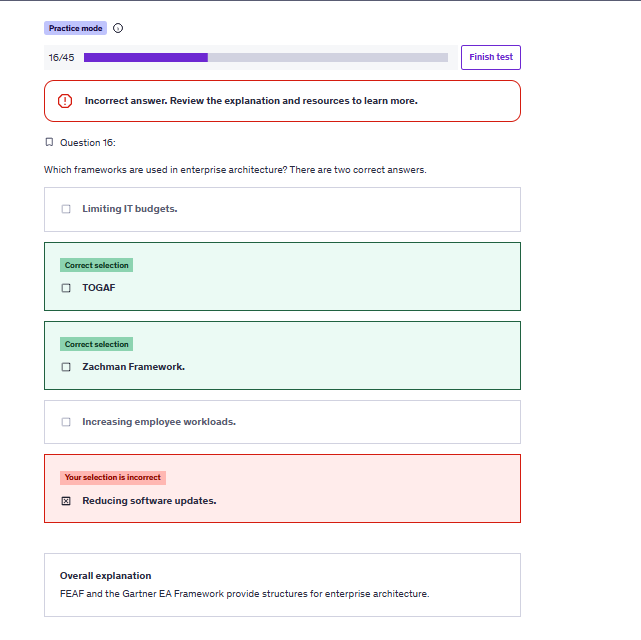 Practice mode
16/45
Finish test
Incorrect answer. Review the explanation and resources to learn more.
Question 16:
Which frameworks are used in enterprise architecture? There are two correct answers.
Limiting IT budgets.
Correct selection
TOGAF
Correct selection
Zachman Framework.
Increasing employee workloads.
Your selection is incorrect
Reducing software updates.
Overall explanation
FEAF and the Gartner EA Framework provide structures for enterprise architecture.